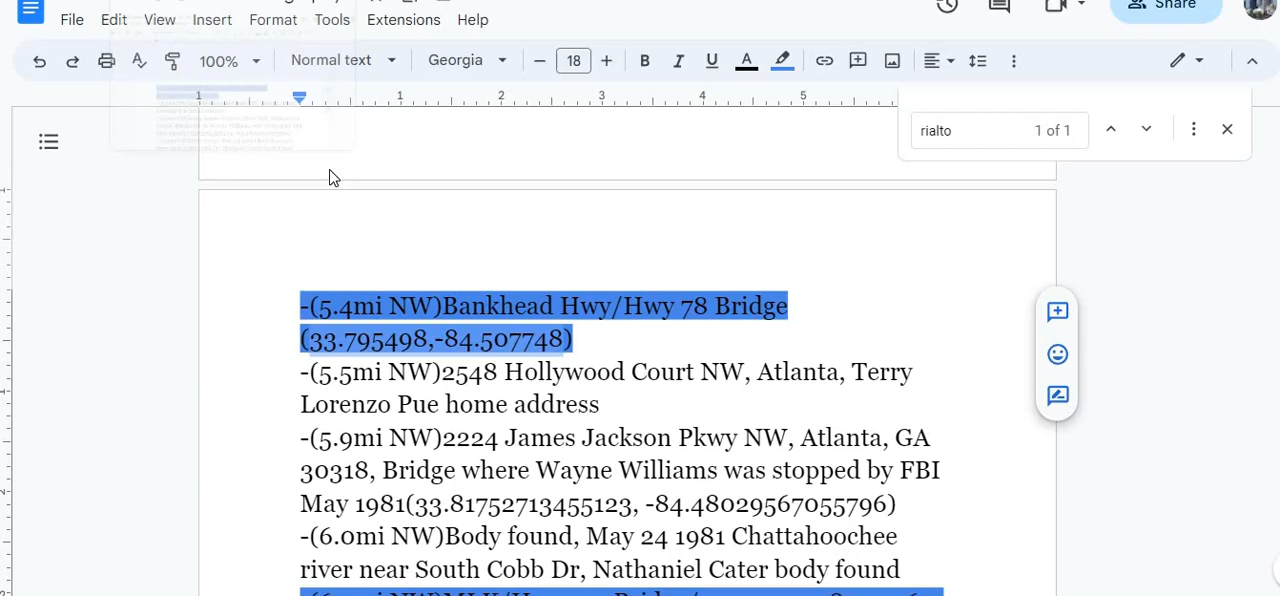 File Edit View Insert Format Tools Extensions Help
Share
100% Normal text Georgia 18 B I U A
1 1 2 3 4 5
rialto 1 of 1
-(5.4mi NW)Bankhead Hwy/Hwy 78 Bridge
(33.795498,-84.507748)
-(5.5mi NW)2548 Hollywood Court NW, Atlanta, Terry
Lorenzo Pue home address
-(5.9mi NW)2224 James Jackson Pkwy NW, Atlanta, GA
30318, Bridge where Wayne Williams was stopped by FBI
May 1981(33.81752713455123, -84.48029567055796)
-(6.0mi NW)Body found, May 24 1981 Chattahoochee
river near South Cobb Dr, Nathaniel Cater body found